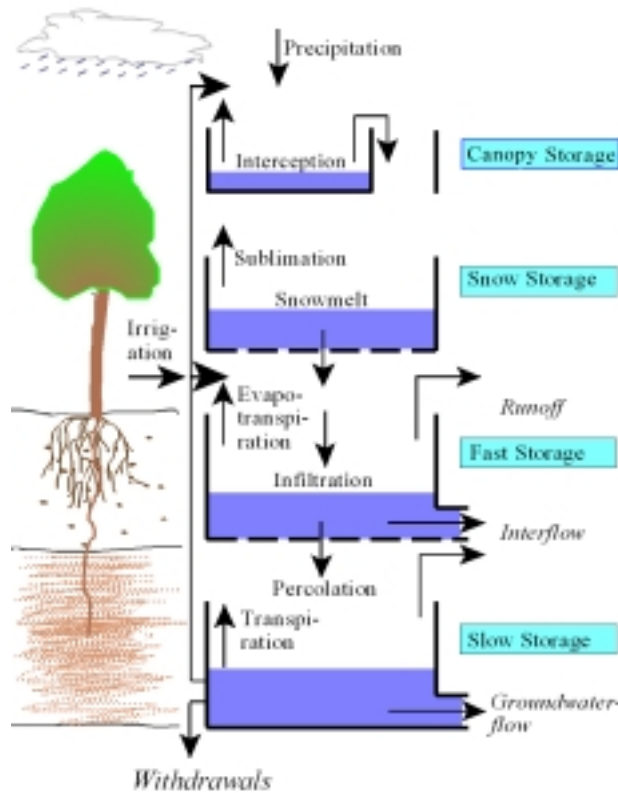 Precipitation
Interception
Canopy Storage
Sublimation
Snow Storage
Snowmelt
Irrig-
ation
Evapo-
transpi-
ration
Runoff
Fast Storage
Infiltration
Interflow
Percolation
Transpi-
ration
Slow Storage
Groundwater-
flow
Withdrawals